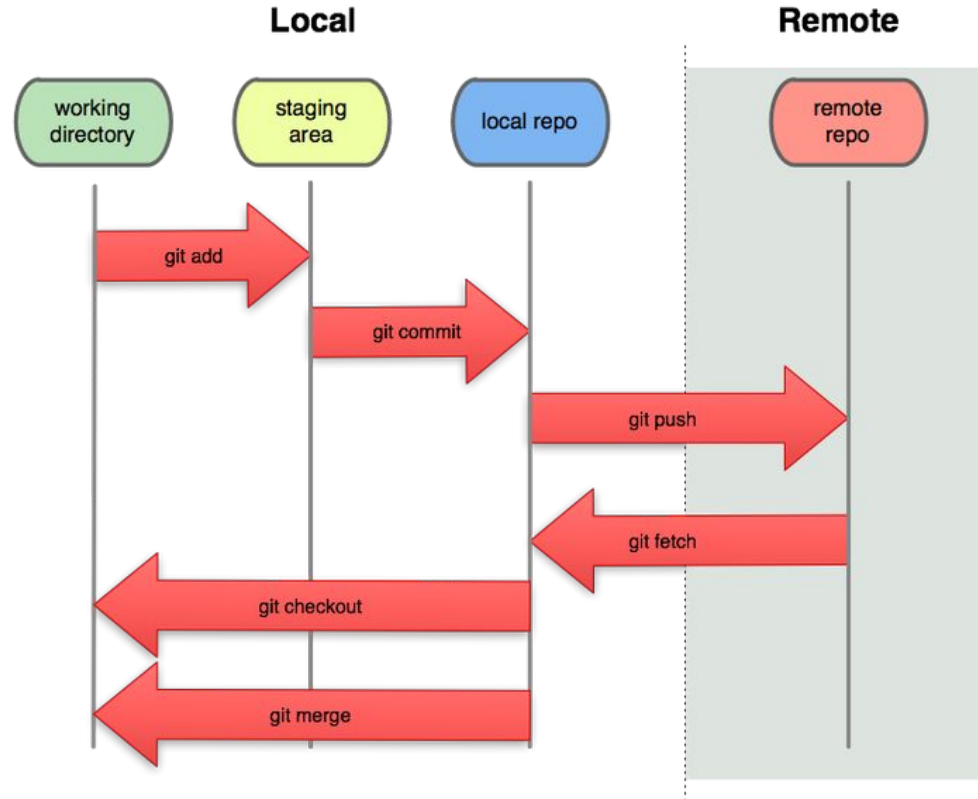 Local
Remote
working
directory
staging
area
local repo
remote
repo
git add
git commit
git push
git fetch
git checkout
git merge